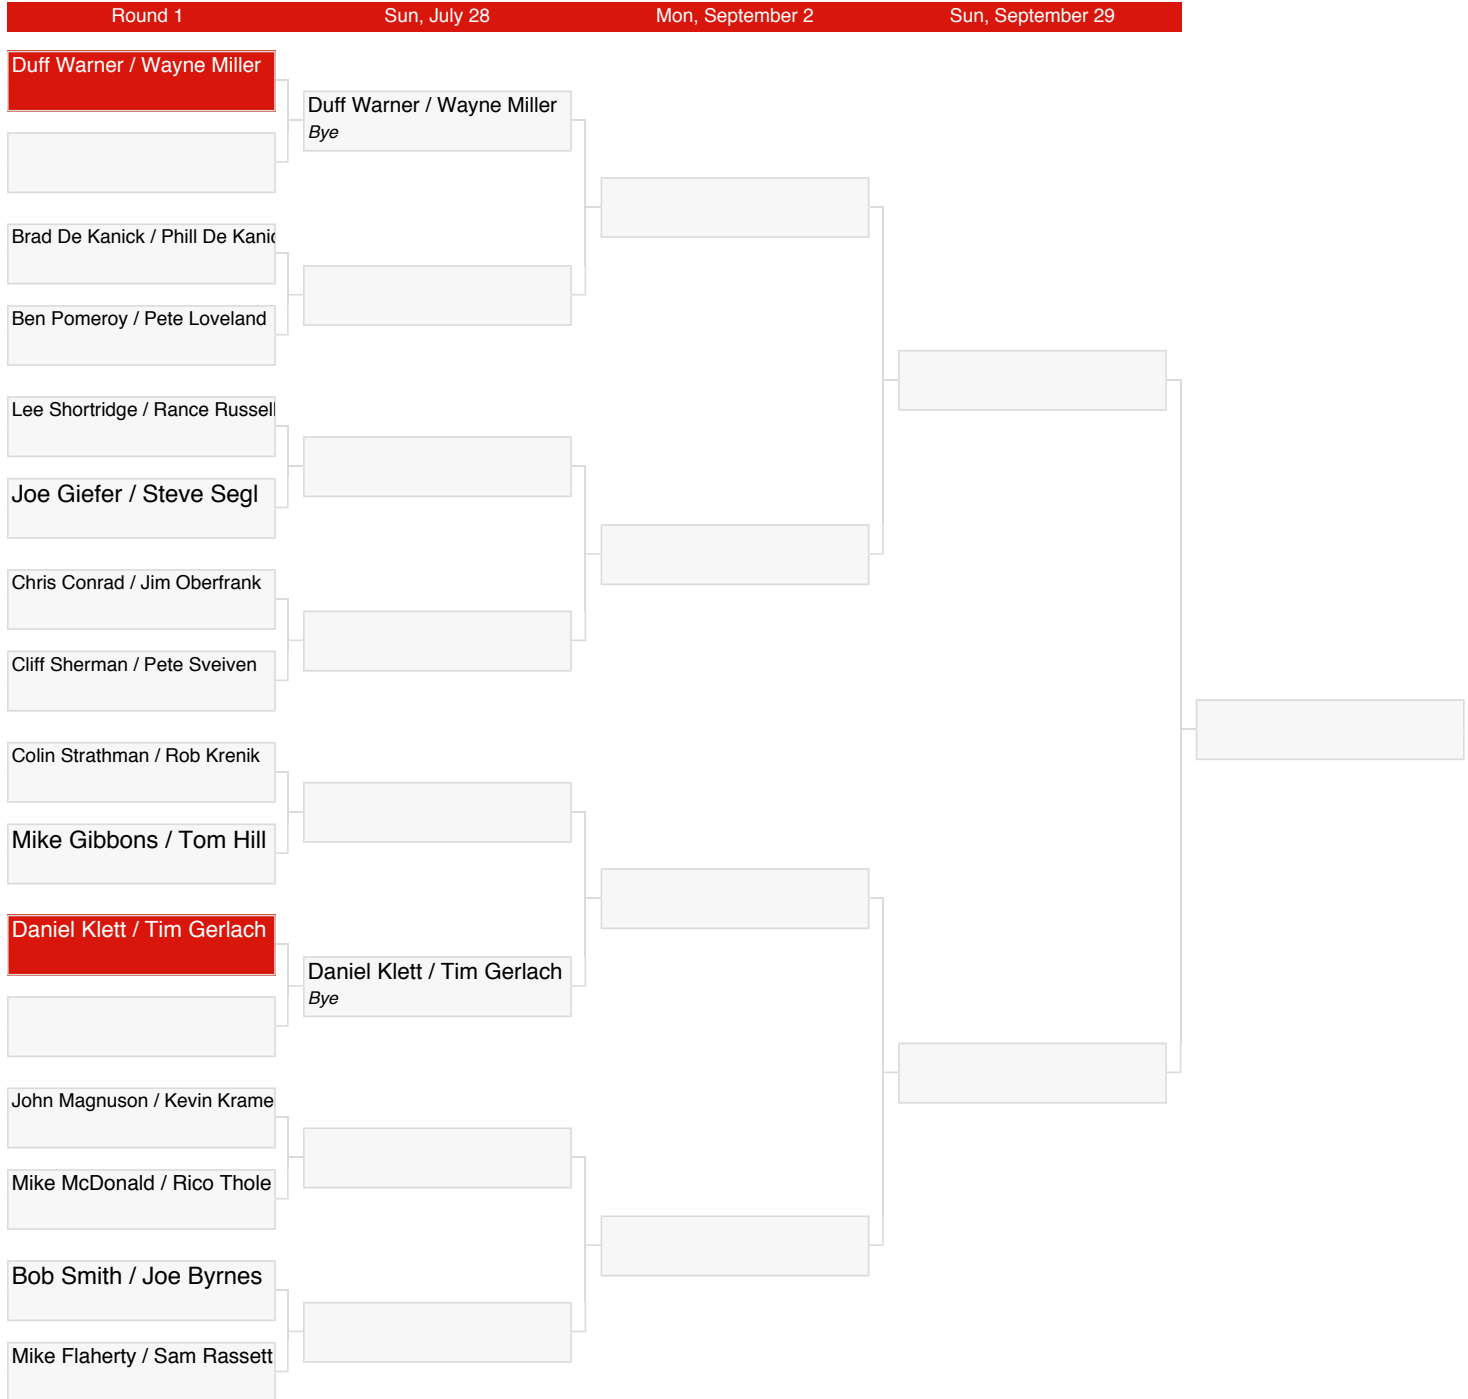 Round 1 Sun, July 28 Mon, September 2 Sun, September 29
Duff Warner / Wayne Miller
Duff Warner / Wayne Miller
Bye
Brad De Kanick / Phill De Kanic
Ben Pomeroy / Pete Loveland
Lee Shortridge / Rance Russell
Joe Giefer / Steve Segl
Chris Conrad / Jim Oberfrank
Cliff Sherman / Pete Sveiven
Colin Strathman / Rob Krenik
Mike Gibbons / Tom Hill
Daniel Klett / Tim Gerlach
Daniel Klett / Tim Gerlach
Bye
John Magnuson / Kevin Krame
Mike McDonald / Rico Thole
Bob Smith / Joe Byrnes
Mike Flaherty / Sam Rassett